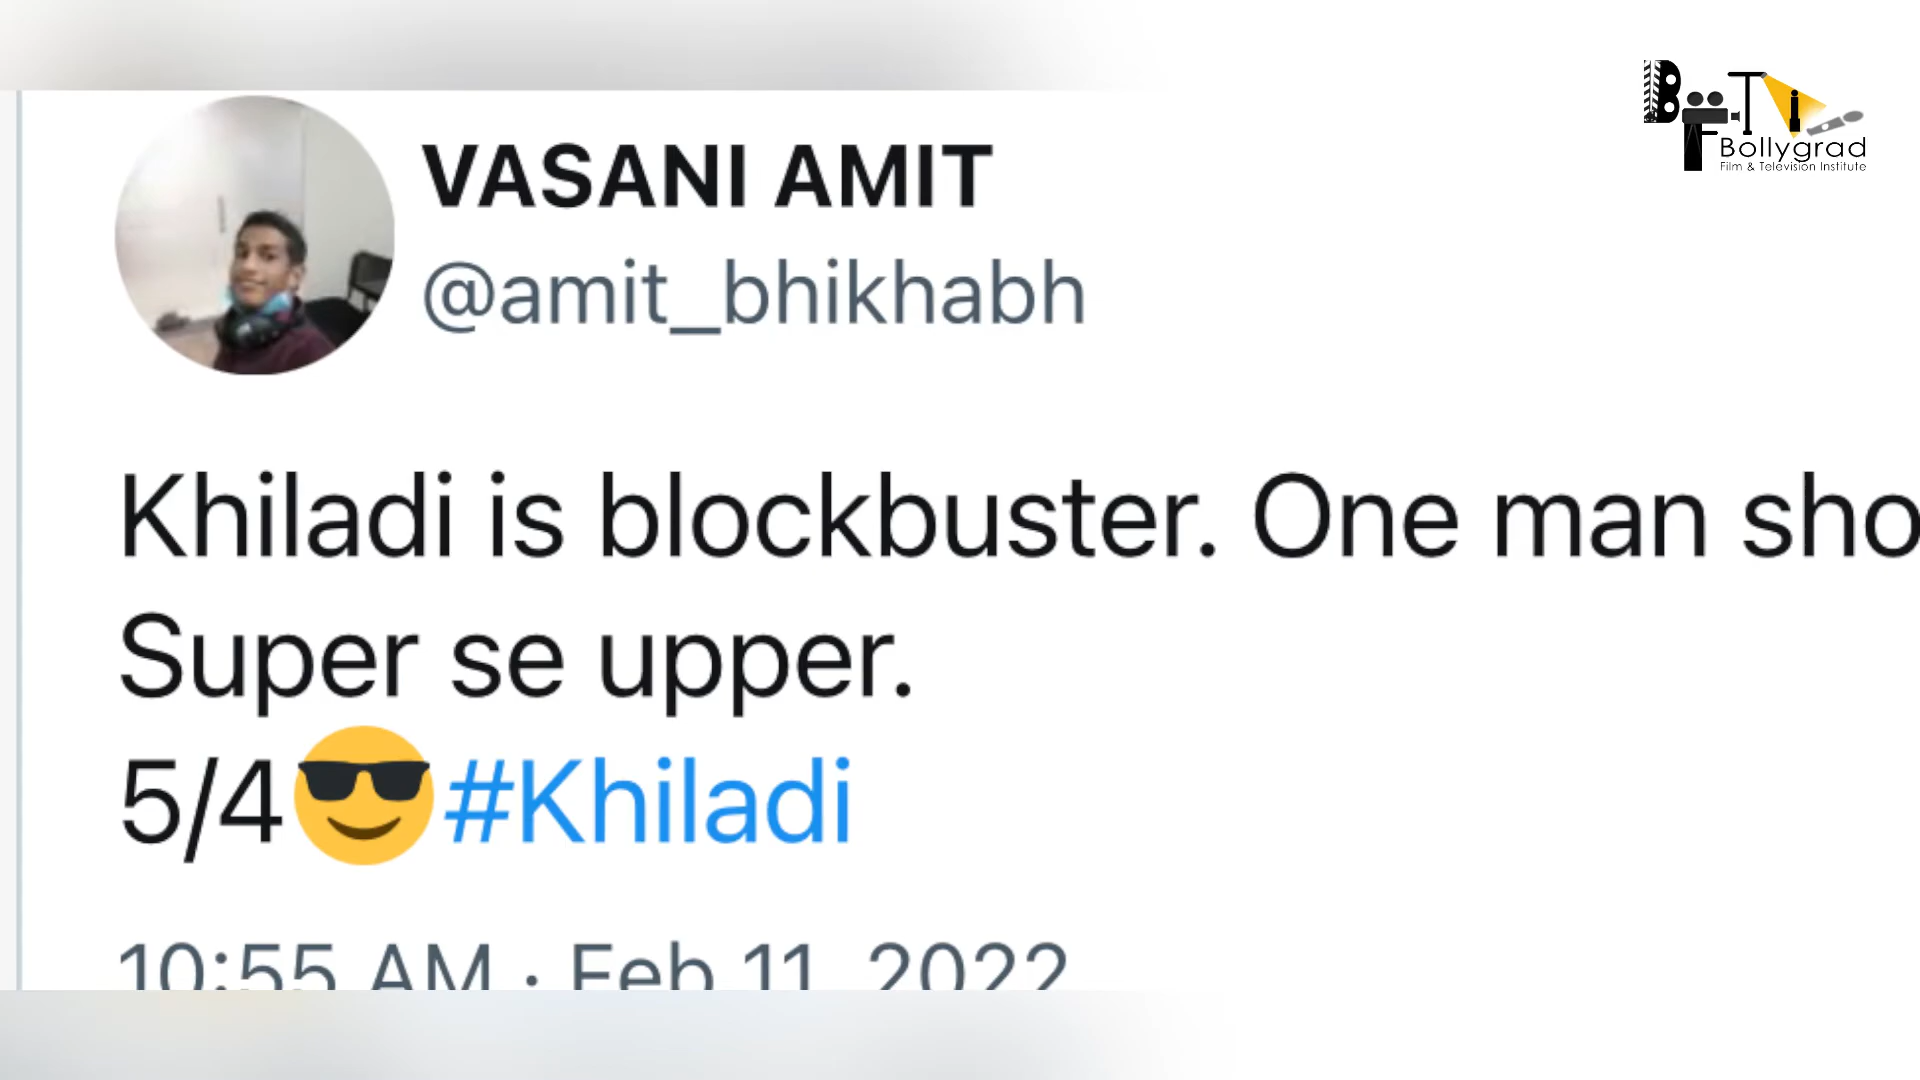 VASANI AMIT
@amit_bhikhabh
Khiladi is blockbuster. One man sho
Super se upper.
5/4😎#Khiladi
10:55 AM · Feb 11, 2022
BFTi
Bollygrad
Film & Television Institute